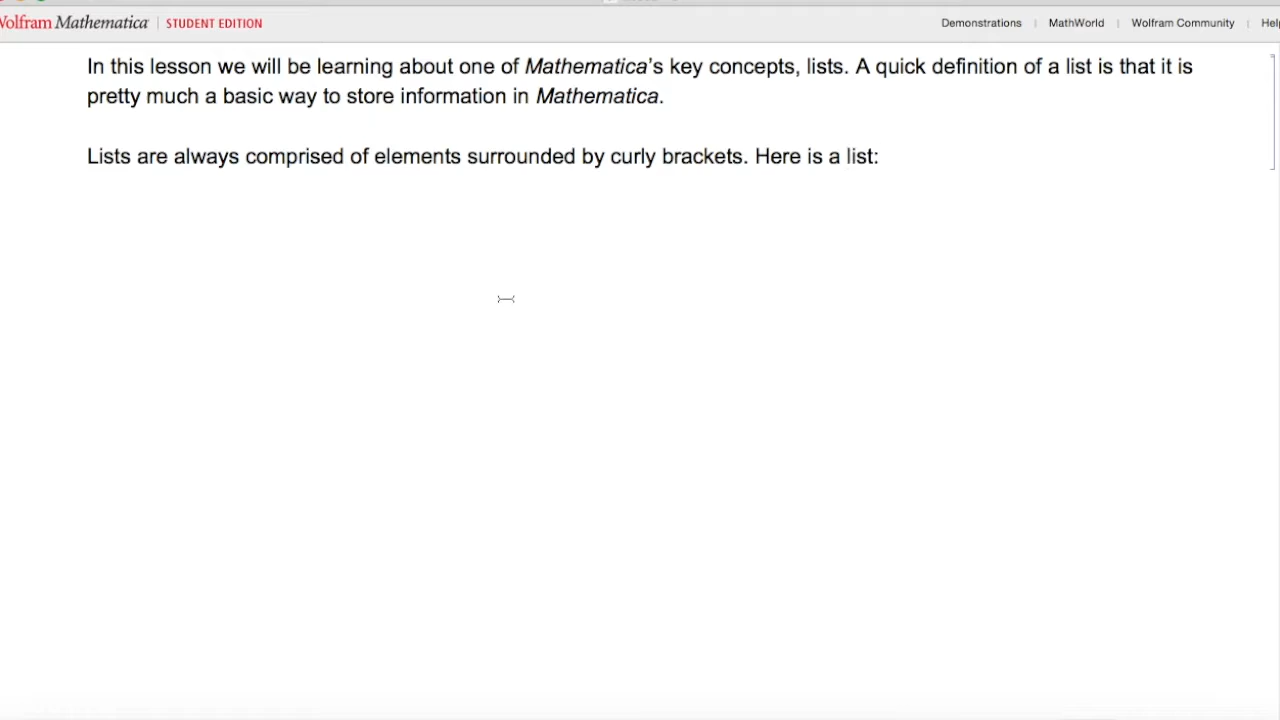 Wolfram Mathematica | STUDENT EDITION Demonstrations | MathWorld | Wolfram Community |
In this lesson we will be learning about one of Mathematica's key concepts, lists. A quick definition of a list is that it is
pretty much a basic way to store information in Mathematica.
Lists are always comprised of elements surrounded by curly brackets. Here is a list: